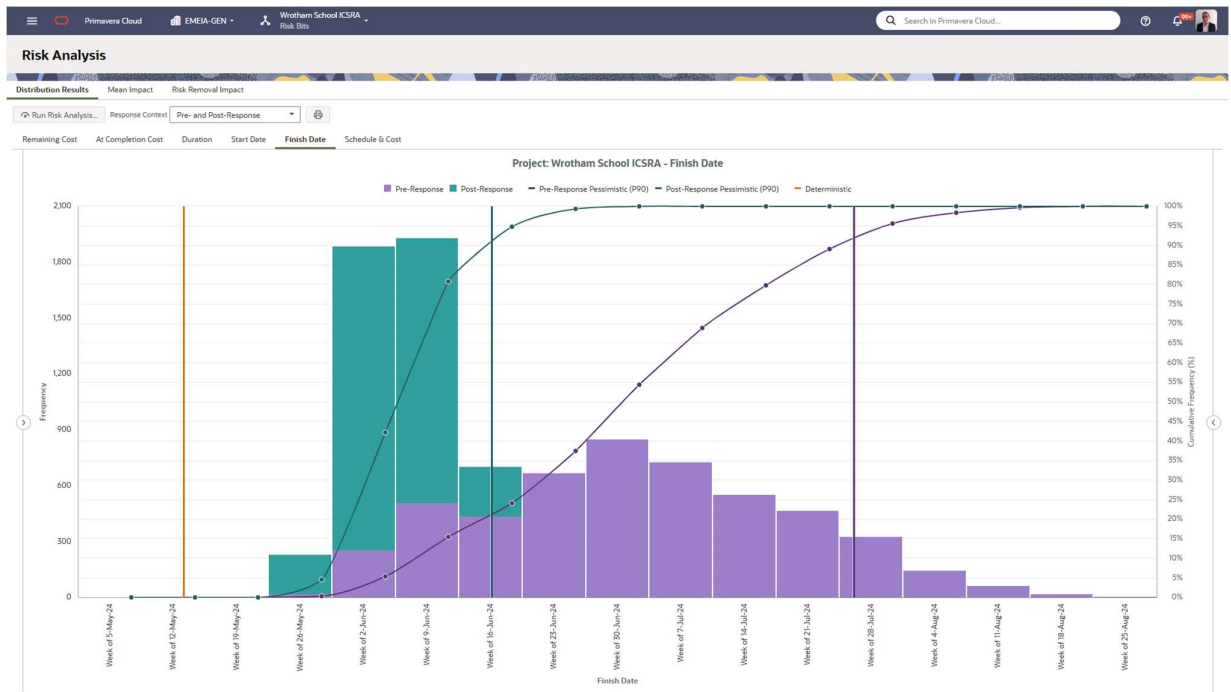 Primavera Cloud
EMEIA-GEN
Wrotham School ICSRA
Risk Bits
Search in Primavera Cloud...
99+
Risk Analysis
Distribution Results Mean Impact Risk Removal Impact
Run Risk Analysis... Response Context Pre- and Post-Response
Remaining Cost At Completion Cost Duration Start Date Finish Date Schedule & Cost
Project: Wrotham School ICSRA - Finish Date
Pre-Response Post-Response Pre-Response Pessimistic (P90) Post-Response Pessimistic (P90) Deterministic
2,100
1,800
1,500
1,200
900
600
300
0
Frequency
100%
95%
90%
85%
80%
75%
70%
65%
60%
55%
50%
45%
40%
35%
30%
25%
20%
15%
10%
5%
0%
Cumulative Frequency (%)
Week of 5-May-24
Week of 12-May-24
Week of 19-May-24
Week of 26-May-24
Week of 2-Jun-24
Week of 9-Jun-24
Week of 16-Jun-24
Week of 23-Jun-24
Week of 30-Jun-24
Week of 7-Jul-24
Week of 14-Jul-24
Week of 21-Jul-24
Week of 28-Jul-24
Week of 4-Aug-24
Week of 11-Aug-24
Week of 18-Aug-24
Week of 25-Aug-24
Finish Date